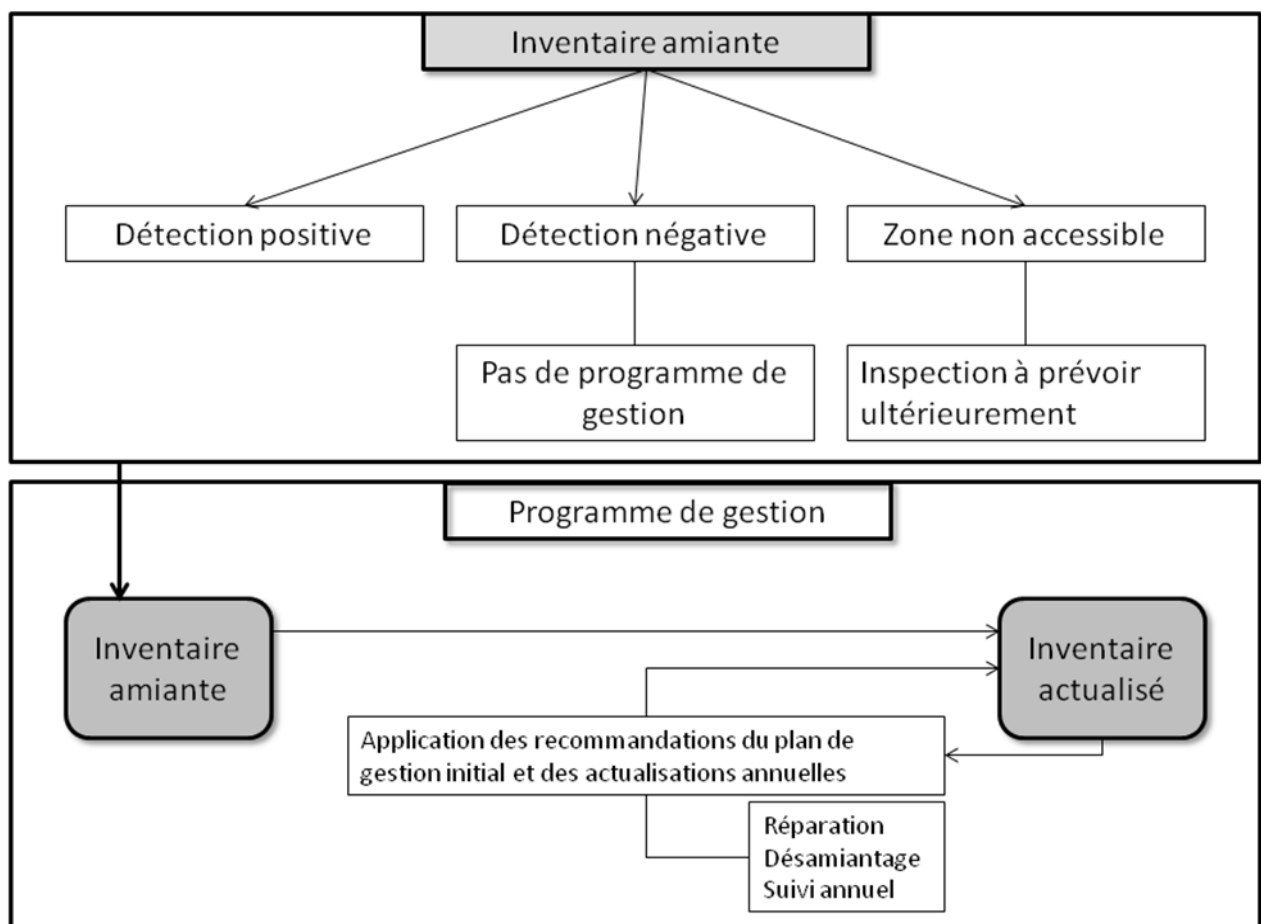 Inventaire amiante
Détection positive
Détection négative
Zone non accessible
Pas de programme de
gestion
Inspection à prévoir
ultérieurement
Programme de gestion
Inventaire
amiante
Inventaire
actualisé
Application des recommandations du plan de
gestion initial et des actualisations annuelles
Réparation
Désamiantage
Suivi annuel